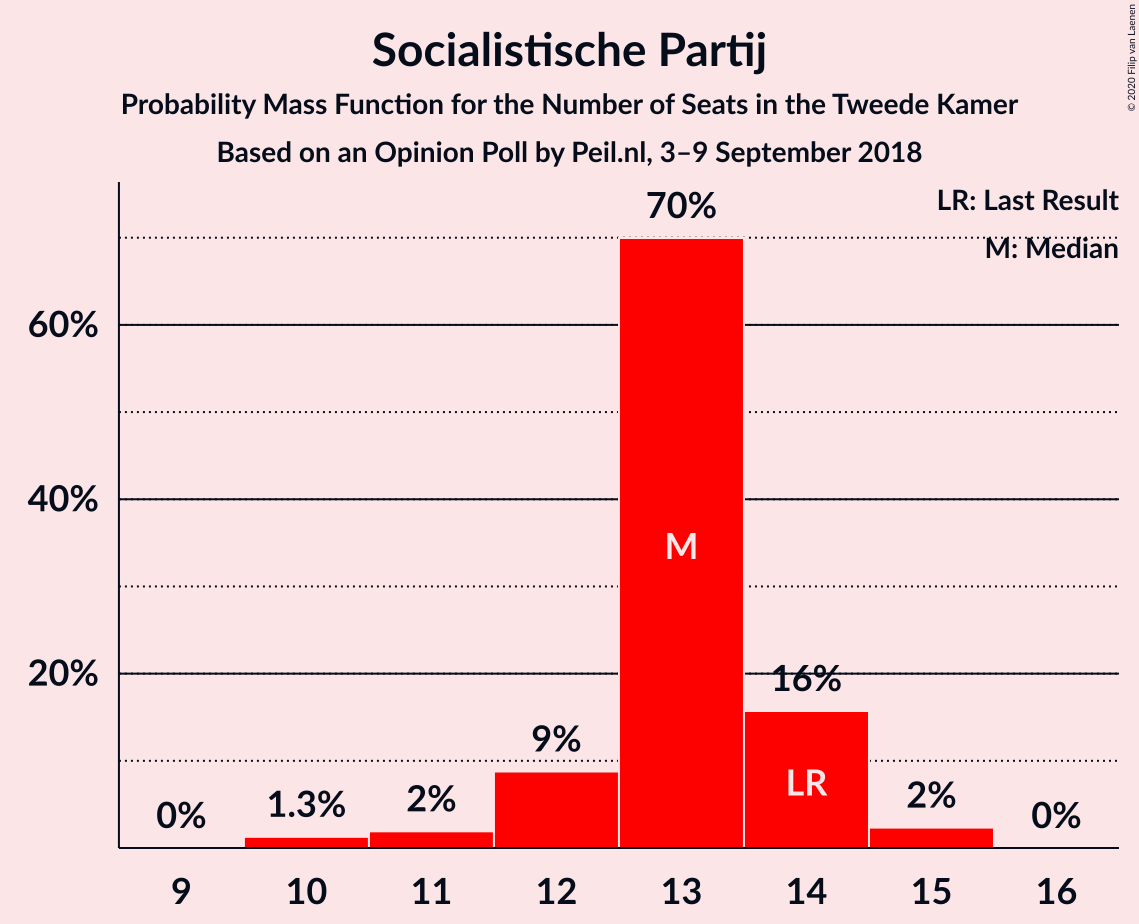 Socialistische Partij
Probability Mass Function for the Number of Seats in the Tweede Kamer
Based on an Opinion Poll by Peil.nl, 3–9 September 2018
© 2020 Filip van Laenen
LR: Last Result
M: Median
60%
40%
20%
0%
1.3%
2%
9%
70%
16%
2%
0%
M
LR
9
10
11
12
13
14
15
16